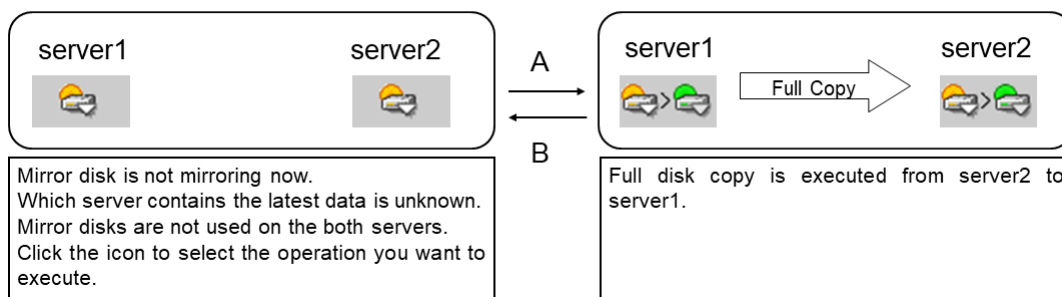 server1
server2
A
B
server1
server2
>
Full Copy
>
Mirror disk is not mirroring now.
Which server contains the latest data is unknown.
Mirror disks are not used on the both servers.
Click the icon to select the operation you want to
execute.
Full disk copy is executed from server2 to
server1.